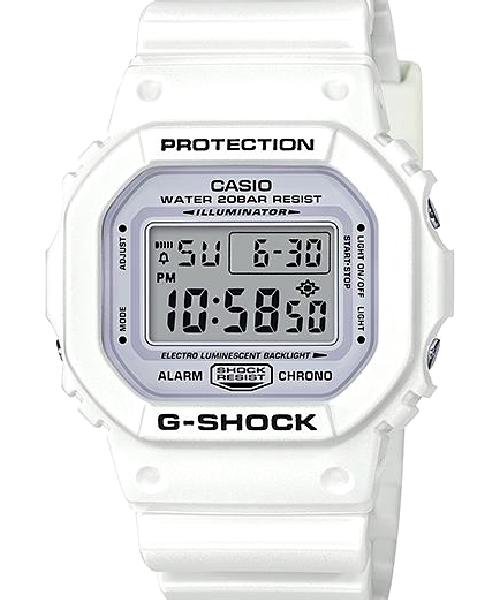 PROTECTION
CASIO
WATER 20BAR RESIST
ILLUMINATOR
ADJUST
MODE
LIGHT ON/OFF
START·STOP
LIGHT
SU 6-30
PM
10:58 50
ELECTRO LUMINESCENT BACKLIGHT
ALARM SHOCK RESIST CHRONO
G-SHOCK